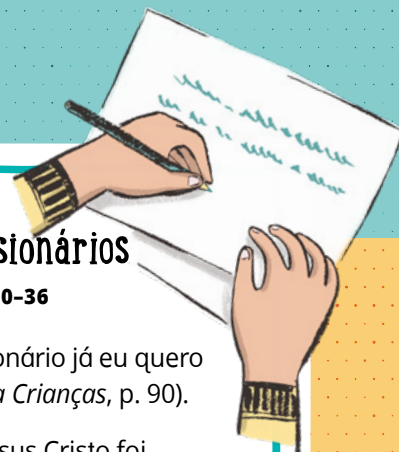 sionários
0–36
onário já eu quero
a Crianças, p. 90).
sus Cristo foi